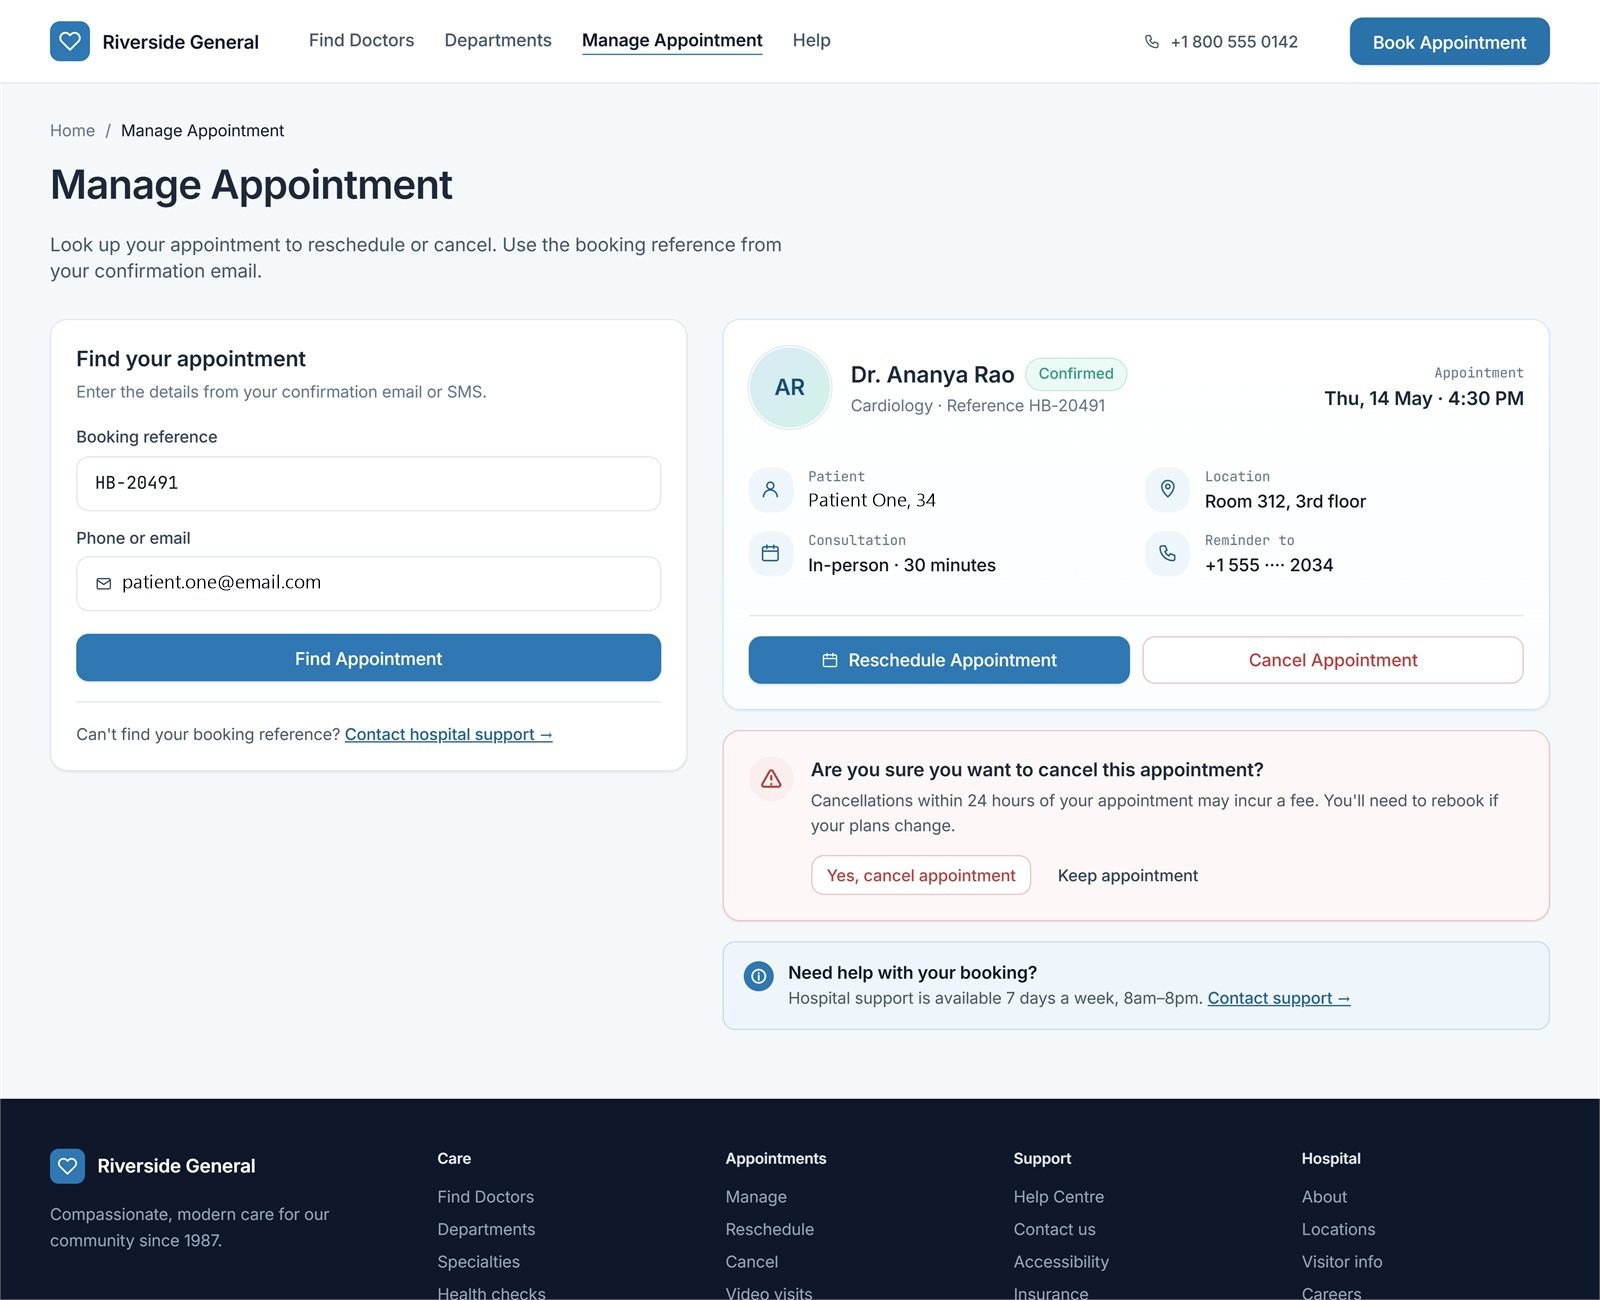 Riverside General
Find Doctors
Departments
Manage Appointment
Help
+1 800 555 0142
Book Appointment
Home / Manage Appointment
Manage Appointment
Look up your appointment to reschedule or cancel. Use the booking reference from
your confirmation email.
Find your appointment
Enter the details from your confirmation email or SMS.
Booking reference
HB-20491
Phone or email
patient.one@email.com
Find Appointment
Can't find your booking reference? Contact hospital support →
AR
Dr. Ananya Rao
Confirmed
Cardiology · Reference HB-20491
Appointment
Thu, 14 May · 4:30 PM
Patient
Patient One, 34
Location
Room 312, 3rd floor
Consultation
In-person · 30 minutes
Reminder to
+1 555 ···· 2034
Reschedule Appointment
Cancel Appointment
Are you sure you want to cancel this appointment?
Cancellations within 24 hours of your appointment may incur a fee. You'll need to rebook if
your plans change.
Yes, cancel appointment
Keep appointment
Need help with your booking?
Hospital support is available 7 days a week, 8am–8pm. Contact support →
Riverside General
Compassionate, modern care for our
community since 1987.
Care
Find Doctors
Departments
Specialties
Health checks
Appointments
Manage
Reschedule
Cancel
Video visits
Support
Help Centre
Contact us
Accessibility
Insurance
Hospital
About
Locations
Visitor info
Careers